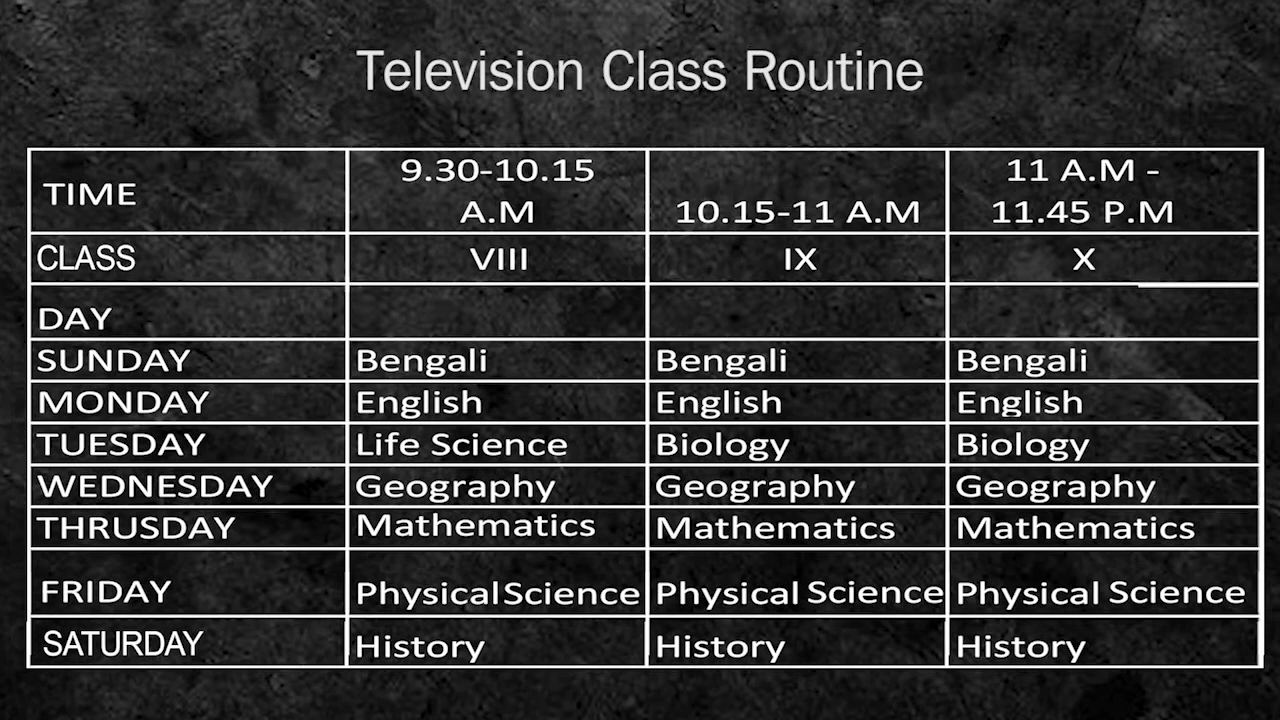 Television Class Routine
TIME 9.30-10.15 A.M 10.15-11 A.M 11 A.M - 11.45 P.M
CLASS VIII IX X
DAY
SUNDAY Bengali Bengali Bengali
MONDAY English English English
TUESDAY Life Science Biology Biology
WEDNESDAY Geography Geography Geography
THRUSDAY Mathematics Mathematics Mathematics
FRIDAY Physical Science Physical Science Physical Science
SATURDAY History History History